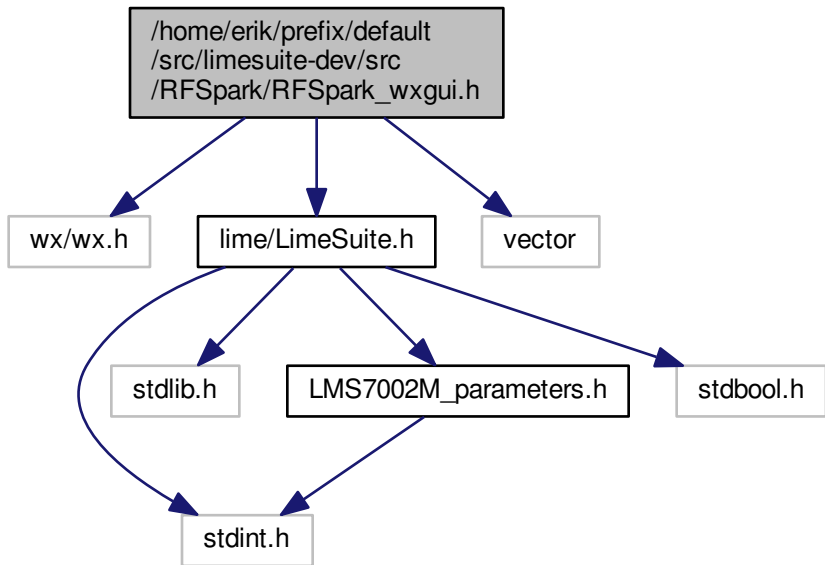 /home/erik/prefix/default
/src/limesuite-dev/src
/RFSpark/RFSpark_wxgui.h
wx/wx.h
lime/LimeSuite.h
vector
stdlib.h
LMS7002M_parameters.h
stdbool.h
stdint.h